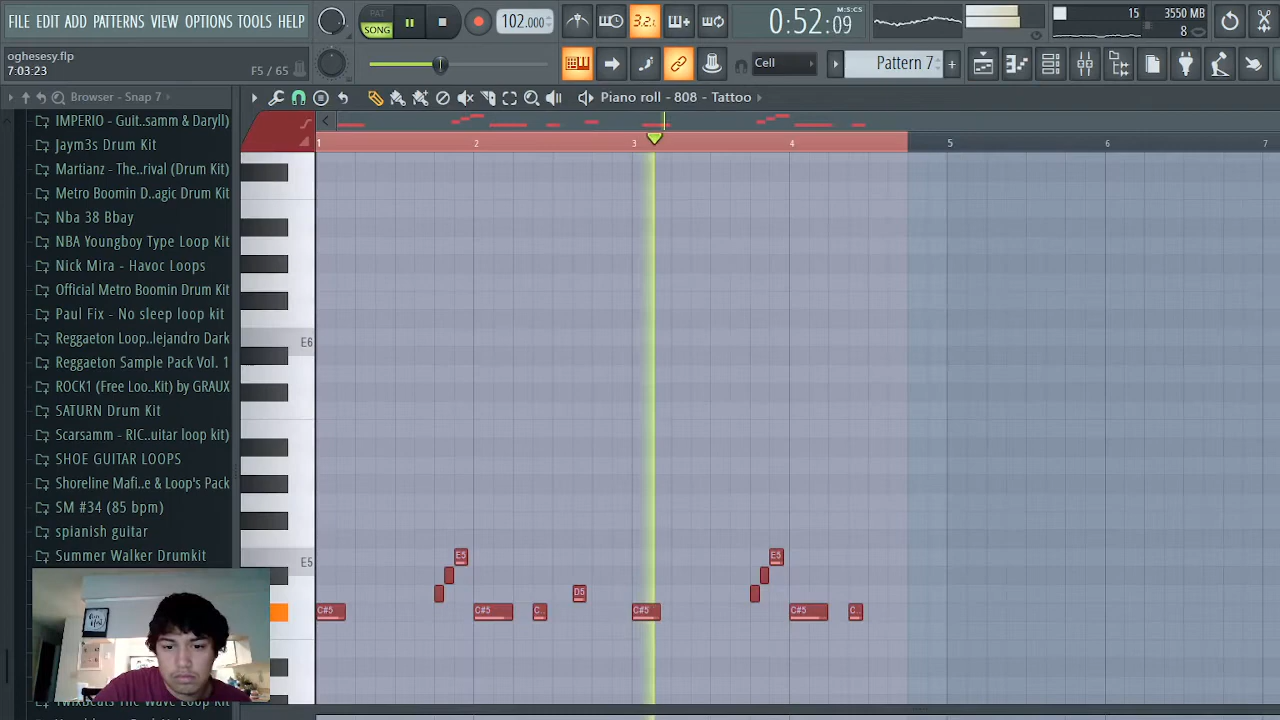 FILE EDIT ADD PATTERNS VIEW OPTIONS TOOLS HELP
PAT
SONG
102.000
3.2.
0:52:09
M:S:CS
15
3550 MB
8
oghesesy.flp
7:03:23
F5 / 65
Cell
Pattern 7
Browser - Snap 7
Piano roll - 808 - Tattoo
IMPERIO - Guit..samm & Daryll)
Jaym3s Drum Kit
Martianz - The..rival (Drum Kit)
Metro Boomin D..agic Drum Kit
Nba 38 Bbay
NBA Youngboy Type Loop Kit
Nick Mira - Havoc Loops
Official Metro Boomin Drum Kit
Paul Fix - No sleep loop kit
Reggaeton Loop..lejandro Dark
Reggaeton Sample Pack Vol. 1
ROCK1 (Free Loo..Kit) by GRAUX
SATURN Drum Kit
Scarsamm - RIC..uitar loop kit)
SHOE GUITAR LOOPS
Shoreline Mafi..e & Loop's Pack
SM #34 (85 bpm)
spianish guitar
Summer Walker Drumkit
1 2 3 4 5 6 7
E6
E5
E5 E5
D5
C#5 C#5 C.. C#5 C#5 C..